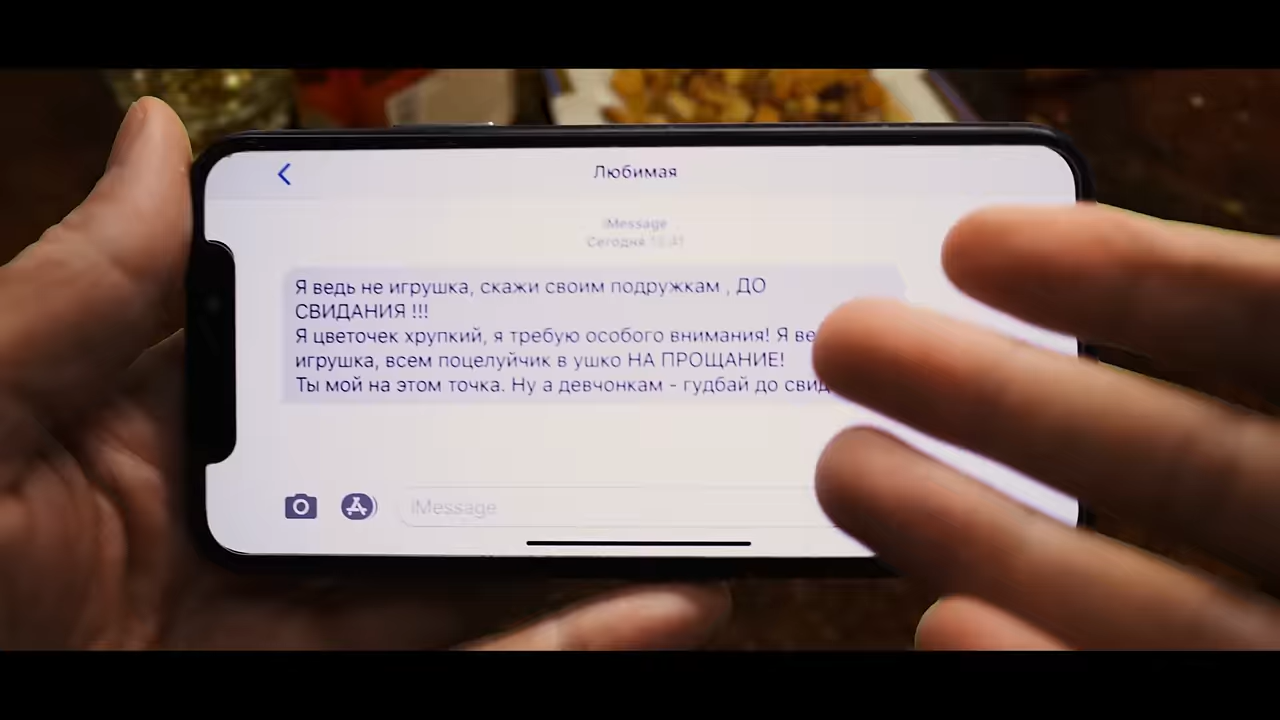 Любимая
iMessage
Сегодня
Я ведь не игрушка, скажи своим подружкам , ДО
СВИДАНИЯ !!!
Я цветочек хрупкий, я требую особого внимания! Я
игрушка, всем поцелуйчик в ушко НА ПРОЩАНИЕ!
Ты мой на этом точка. Ну а девчонкам - гудбай до
iMessage